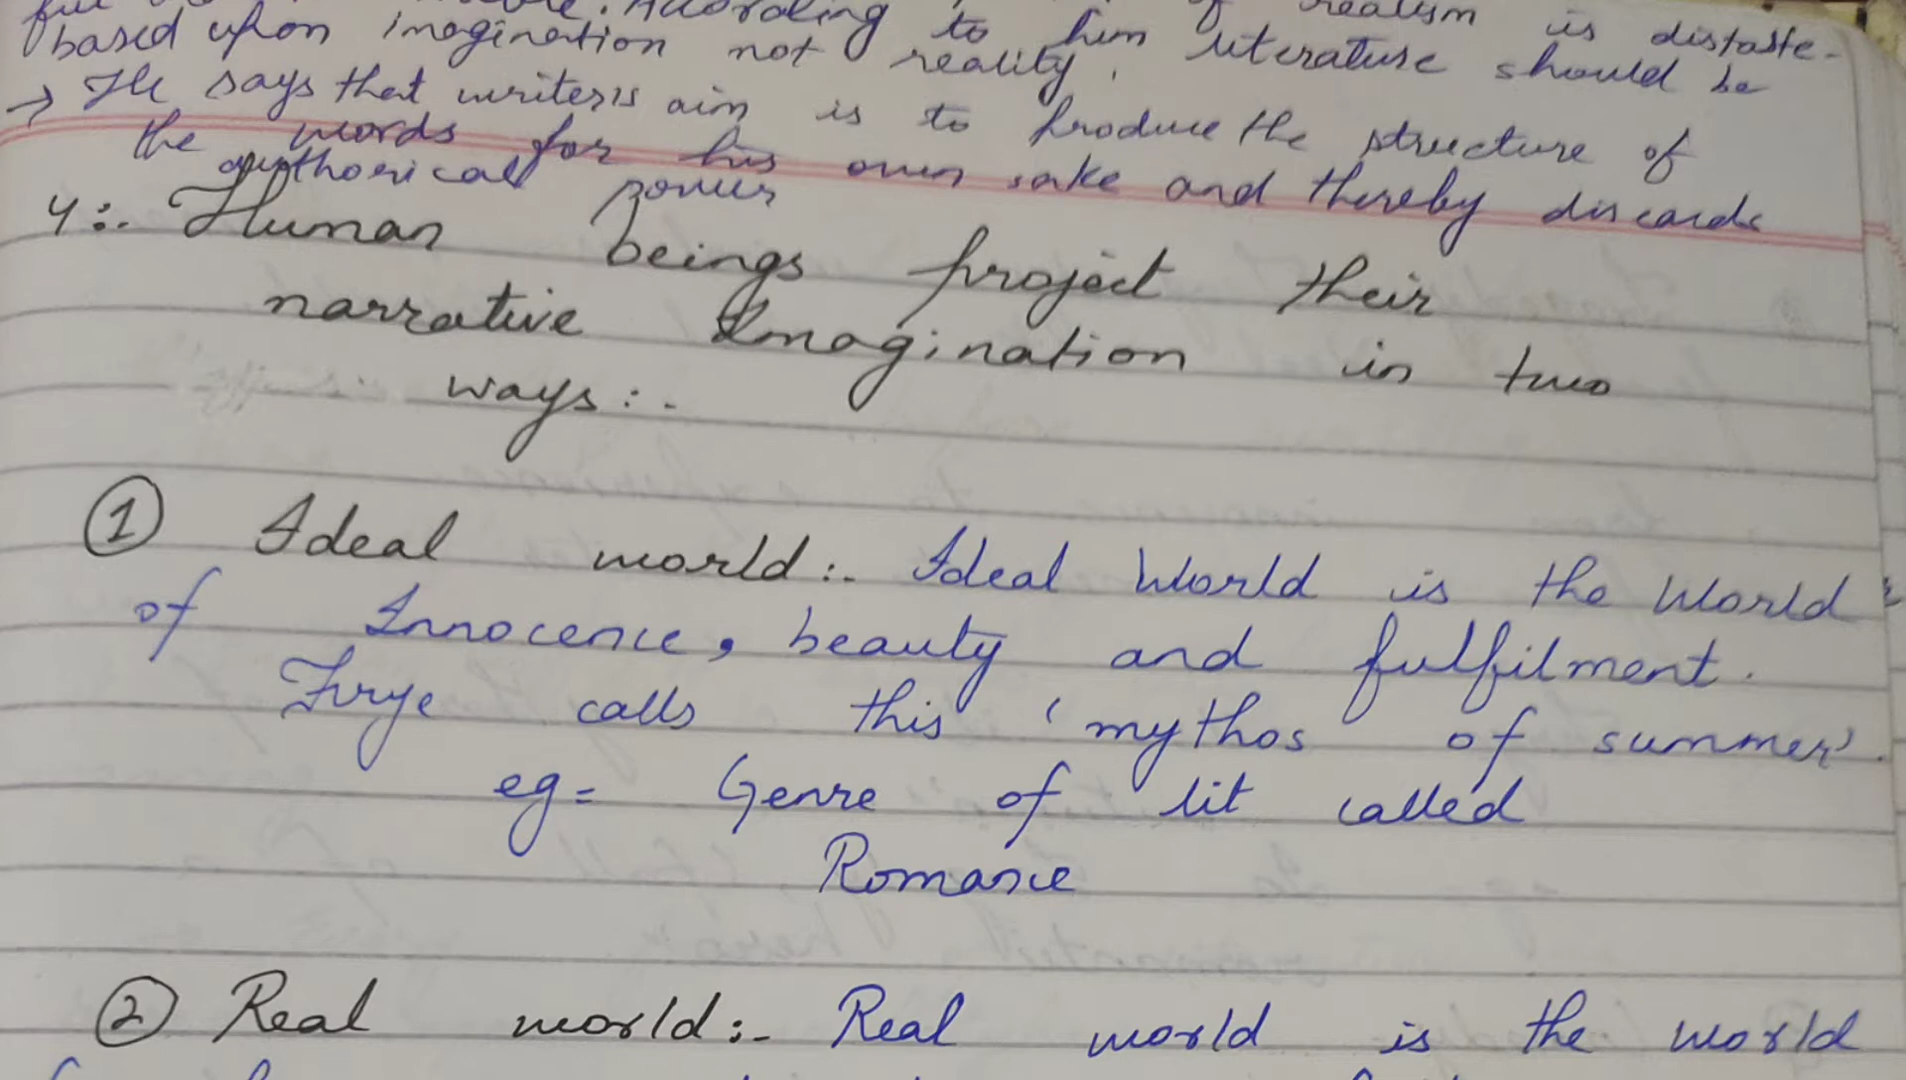 realism is distaste-
According to him literature should be
based upon imagination not reality.
→ He says that writers's aim is to produce the structure of
the words for his own sake and thereby discards
authorical power
4:. Human beings project their
narrative Imagination in two
ways:.
① Ideal world:. Ideal World is the World
of Innocence, beauty and fulfilment.
Frye calls this 'mythos of summer'.
eg= Genre of lit called
Romance
② Real world:- Real world is the world